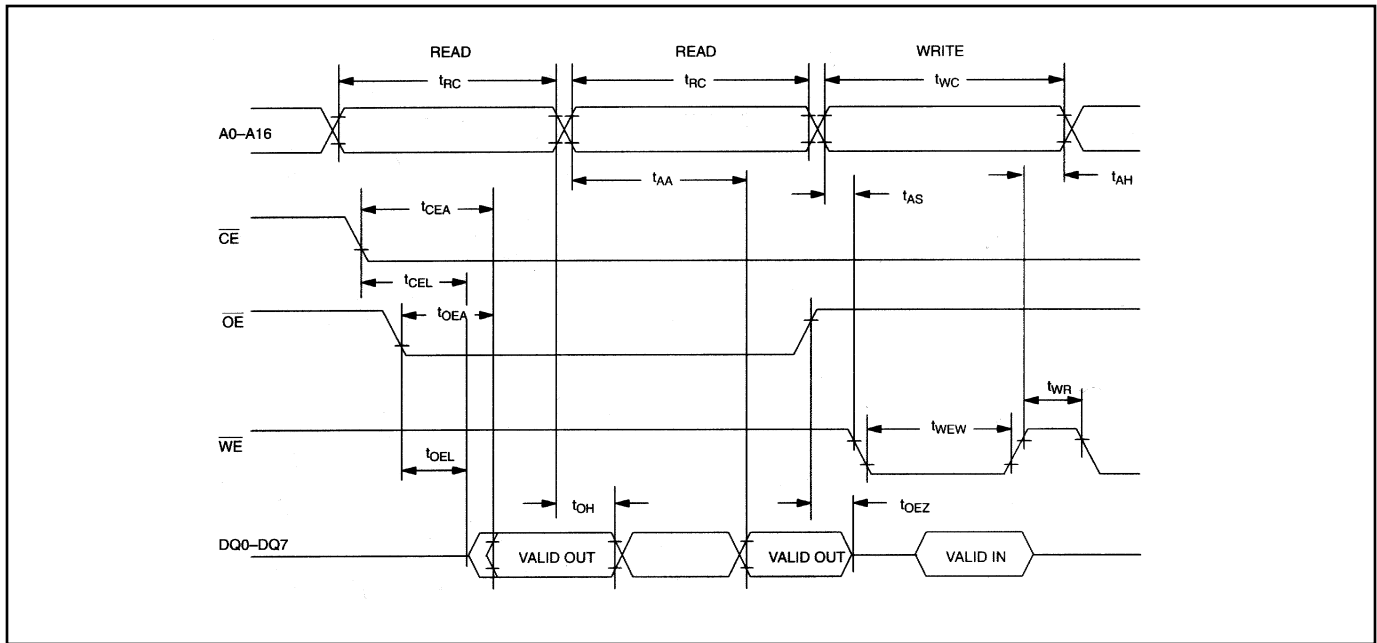 READ READ WRITE
tRC tRC tWC
A0–A16
tAA tAS tAH
tCEA
CE
tCEL
OE tOEA
tWR
WE tWEW
tOEL
tOH tOEZ
DQ0–DQ7 VALID OUT VALID OUT VALID IN